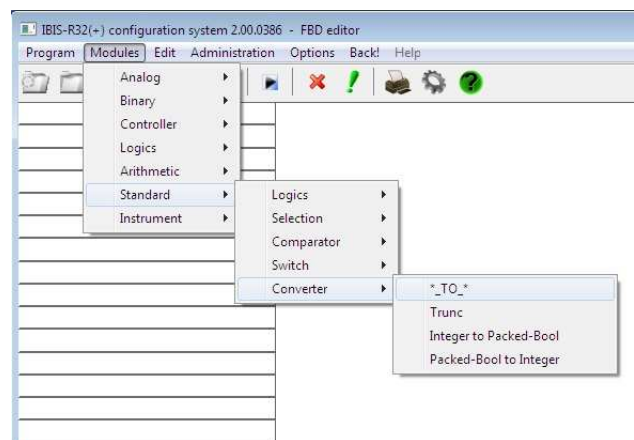 IBIS-R32(+) configuration system 2.00.0386 - FBD editor
Program Modules Edit Administration Options Back! Help
Analog
Binary
Controller
Logics
Arithmetic
Standard
Instrument
Logics
Selection
Comparator
Switch
Converter
*_TO_*
Trunc
Integer to Packed-Bool
Packed-Bool to Integer